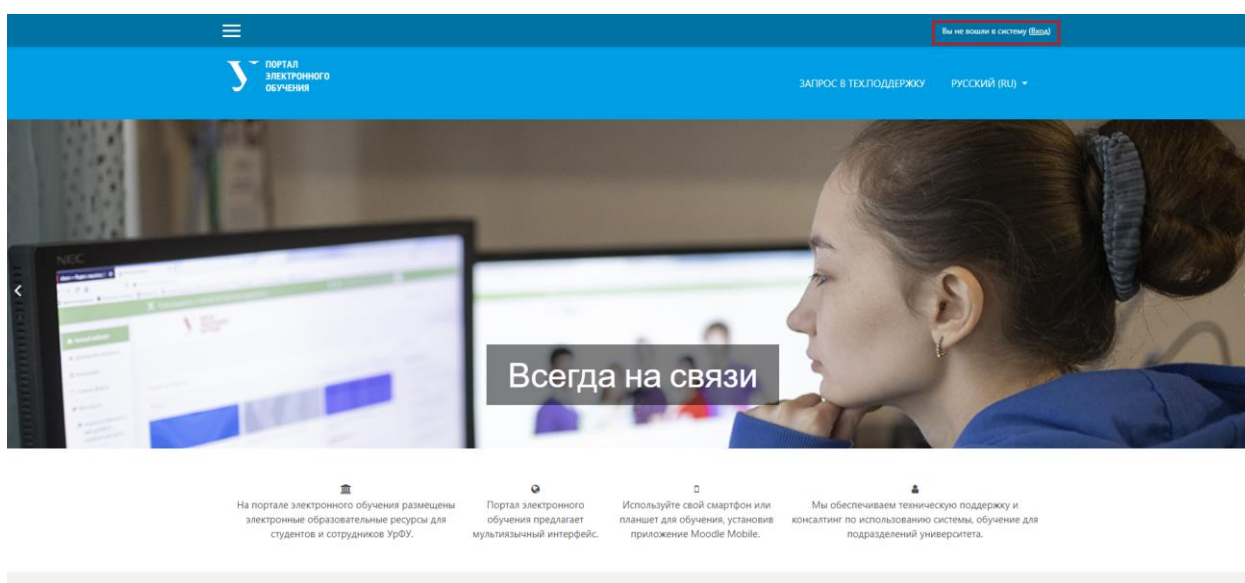 Вы не вошли в систему (Вход)
ПОРТАЛ
ЭЛЕКТРОННОГО
ОБУЧЕНИЯ
ЗАПРОС В ТЕХ.ПОДДЕРЖКУ РУССКИЙ (RU)
NEC
Всегда на связи
На портале электронного обучения размещены
электронные образовательные ресурсы для
студентов и сотрудников УрФУ.
Портал электронного
обучения предлагает
мультиязычный интерфейс.
Используйте свой смартфон или
планшет для обучения, установив
приложение Moodle Mobile.
Мы обеспечиваем техническую поддержку и
консалтинг по использованию системы, обучение для
подразделений университета.